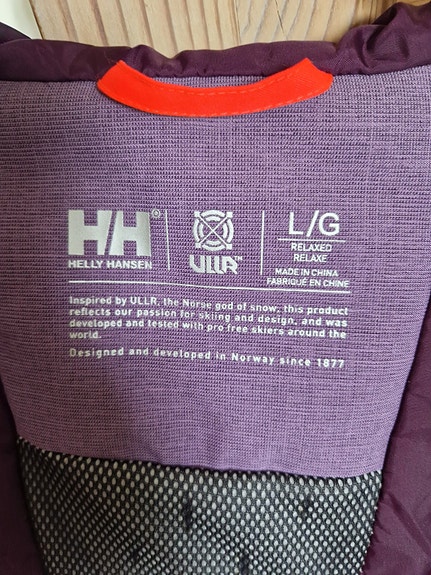 H/H®
HELLY HANSEN
ULLR™
L/G
RELAXED
RELAXE
MADE IN CHINA
FABRIQUÉ EN CHINE
Inspired by ULLR, the Norse god of snow, this product
reflects our passion for skiing and design, and was
developed and tested with pro free skiers around the
world.
Designed and developed in Norway since 1877